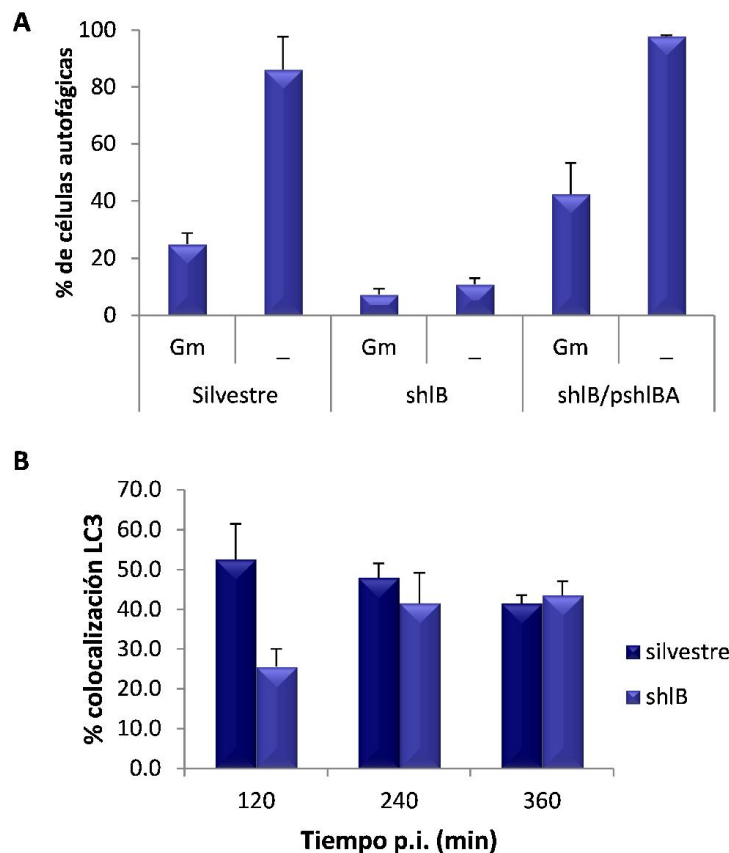 A
% de células autofágicas
100
80
60
40
20
0
Gm _ Gm _ Gm _
Silvestre shlB shlB/pshlBA
B
% colocalización LC3
70.0
60.0
50.0
40.0
30.0
20.0
10.0
0.0
silvestre
shlB
120 240 360
Tiempo p.i. (min)